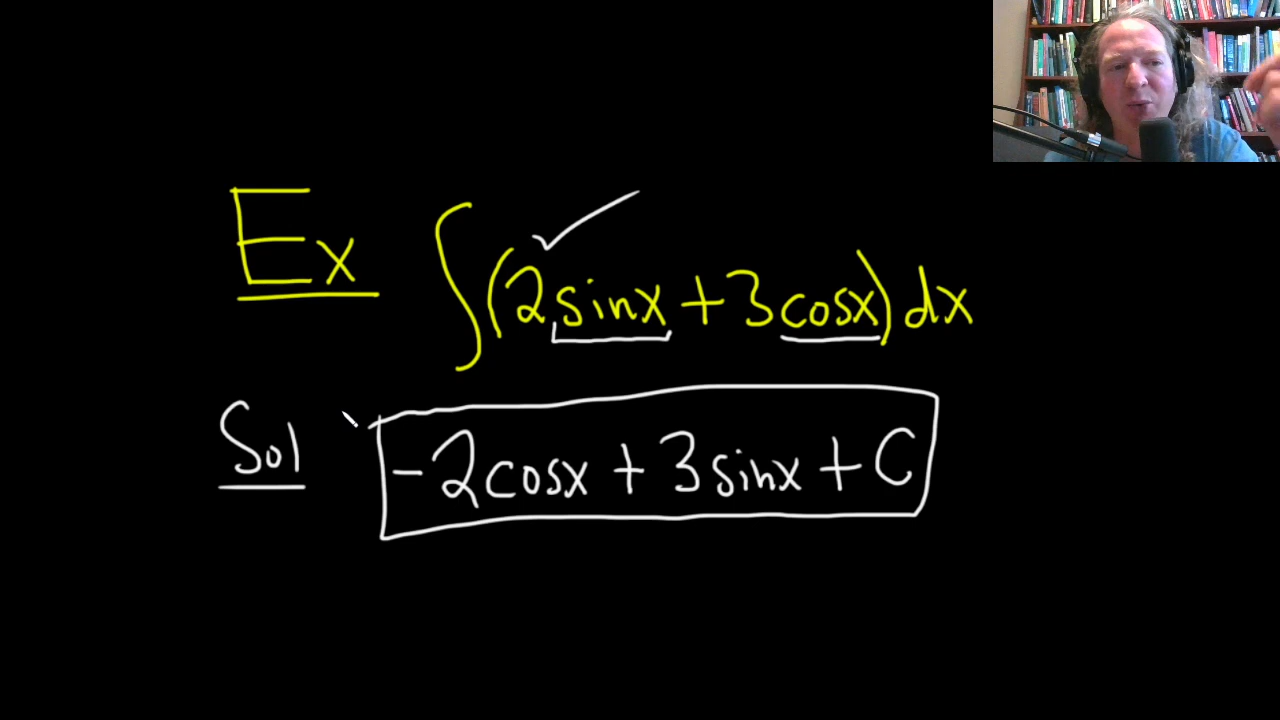 Ex ∫(2sinx + 3cosx)dx
Sol -2cosx + 3sinx + C